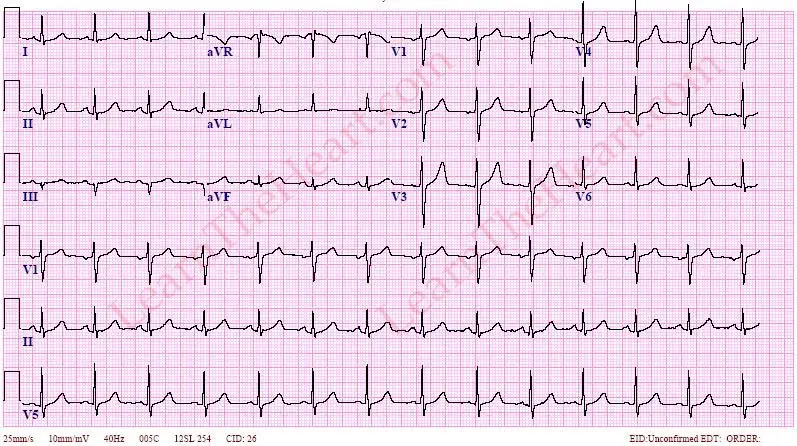 I aVR V1 V4
II aVL V2 V5
III aVF V3 V6
V1
II
V5
LearnTheHeart.com
LearnTheHeart.com
25mm/s 10mm/mV 40Hz 005C 12SL 254 CID: 26 EID:Unconfirmed EDT: ORDER: